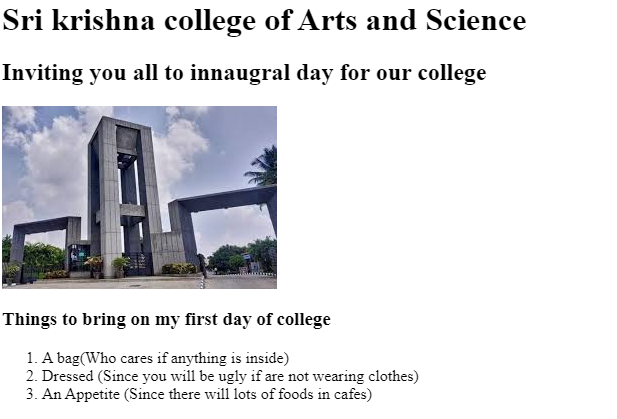 Sri krishna college of Arts and Science
Inviting you all to innaugral day for our college
Things to bring on my first day of college
1. A bag(Who cares if anything is inside)
2. Dressed (Since you will be ugly if are not wearing clothes)
3. An Appetite (Since there will lots of foods in cafes)